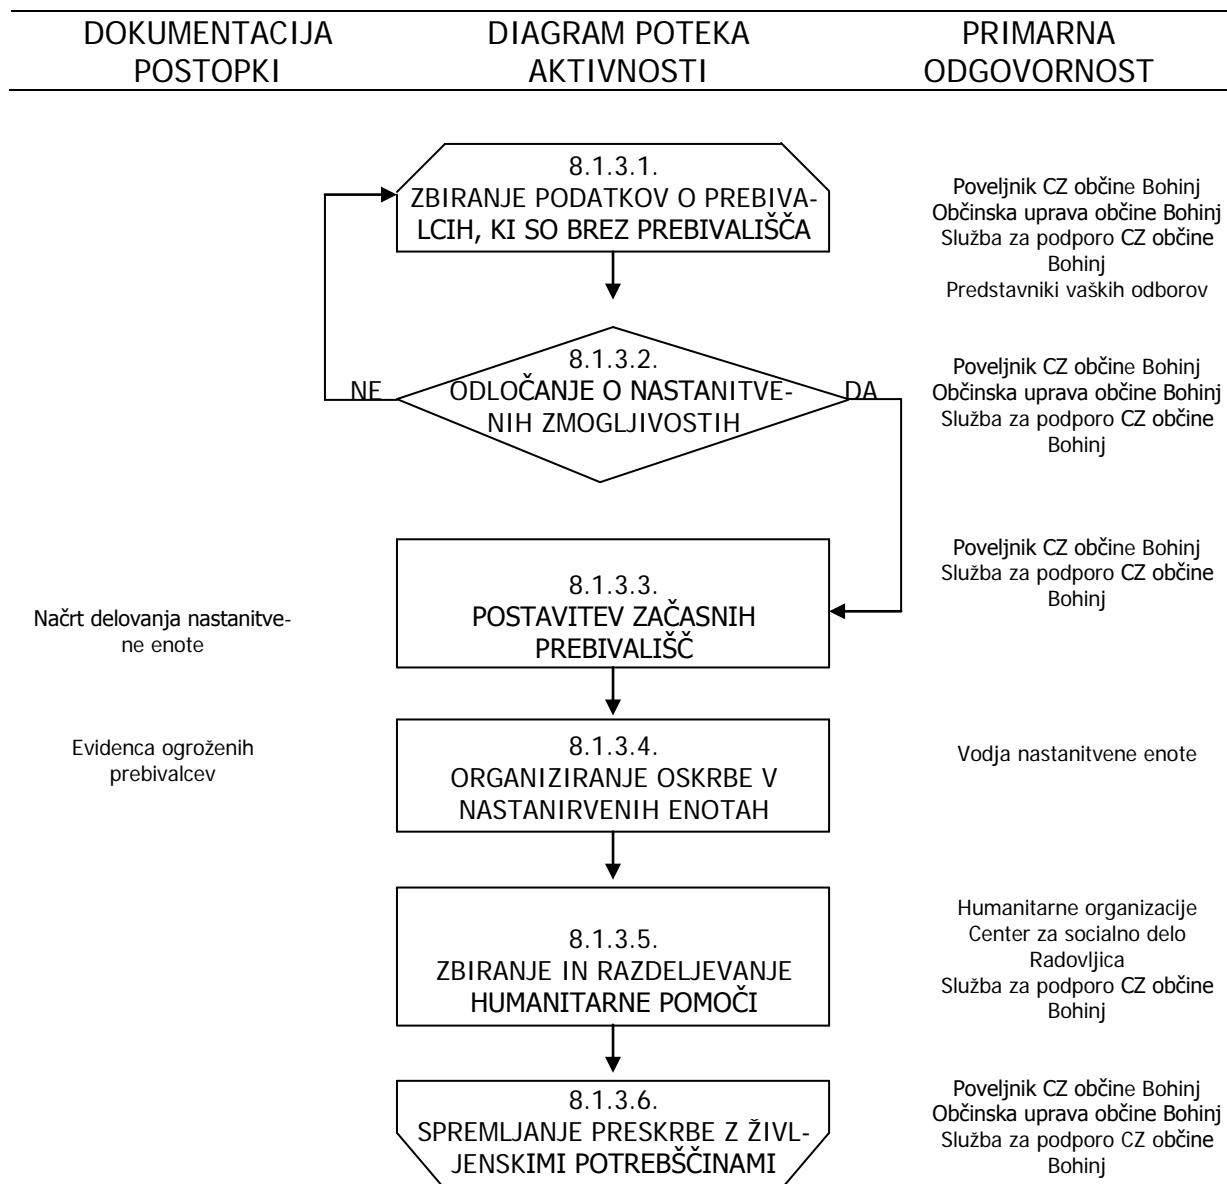 DOKUMENTACIJA
POSTOPKI
DIAGRAM POTEKA
AKTIVNOSTI
PRIMARNA
ODGOVORNOST
8.1.3.1.
ZBIRANJE PODATKOV O PREBIVA-
LCIH, KI SO BREZ PREBIVALIŠČA
Poveljnik CZ občine Bohinj
Občinska uprava občine Bohinj
Služba za podporo CZ občine
Bohinj
Predstavniki vaških odborov
8.1.3.2.
ODLOČANJE O NASTANITVE-
NIH ZMOGLJIVOSTIH
NE
DA
Poveljnik CZ občine Bohinj
Občinska uprava občine Bohinj
Služba za podporo CZ občine
Bohinj
Načrt delovanja nastanitve-
ne enote
8.1.3.3.
POSTAVITEV ZAČASNIH
PREBIVALIŠČ
Poveljnik CZ občine Bohinj
Služba za podporo CZ občine
Bohinj
Evidenca ogroženih
prebivalcev
8.1.3.4.
ORGANIZIRANJE OSKRBE V
NASTANIRVENIH ENOTAH
Vodja nastanitvene enote
8.1.3.5.
ZBIRANJE IN RAZDELJEVANJE
HUMANITARNE POMOČI
Humanitarne organizacije
Center za socialno delo
Radovljica
Služba za podporo CZ občine
Bohinj
8.1.3.6.
SPREMLJANJE PRESKRBE Z ŽIVL-
JENSKIMI POTREBŠČINAMI
Poveljnik CZ občine Bohinj
Občinska uprava občine Bohinj
Služba za podporo CZ občine
Bohinj